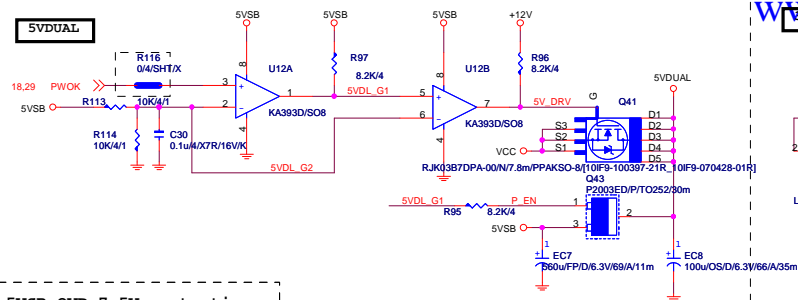 5VDUAL
5VSB
5VSB
5VSB
+12V
R116
0/4/SHT/X
18,29 PWOK
5VSB
R113
10K/4/1
R114
10K/4/1
C30
0.1u/4/X7R/16V/K
8
3
2
1
4
U12A
KA393D/SO8
R97
8.2K/4
5VDL_G1
5VDL_G2
8
5
6
7
4
U12B
KA393D/SO8
R96
8.2K/4
5V_DRV
G
Q41
5VDUAL
S3
S2
S1
VCC
D1
D2
D3
D4
D5
RJK03B7DPA-00/N/7.8m/PPAKSO-8/[10IF9-100397-21R_10IF9-070428-01R]
Q43
P2003ED/P/TO252/30m
5VDL_G1
R95
8.2K/4
P_EN
1
3
2
5VSB
1
EC7
560u/FP/D/6.3V/69/A/11m
1
EC8
100u/OS/D/6.3V/66/A/35m